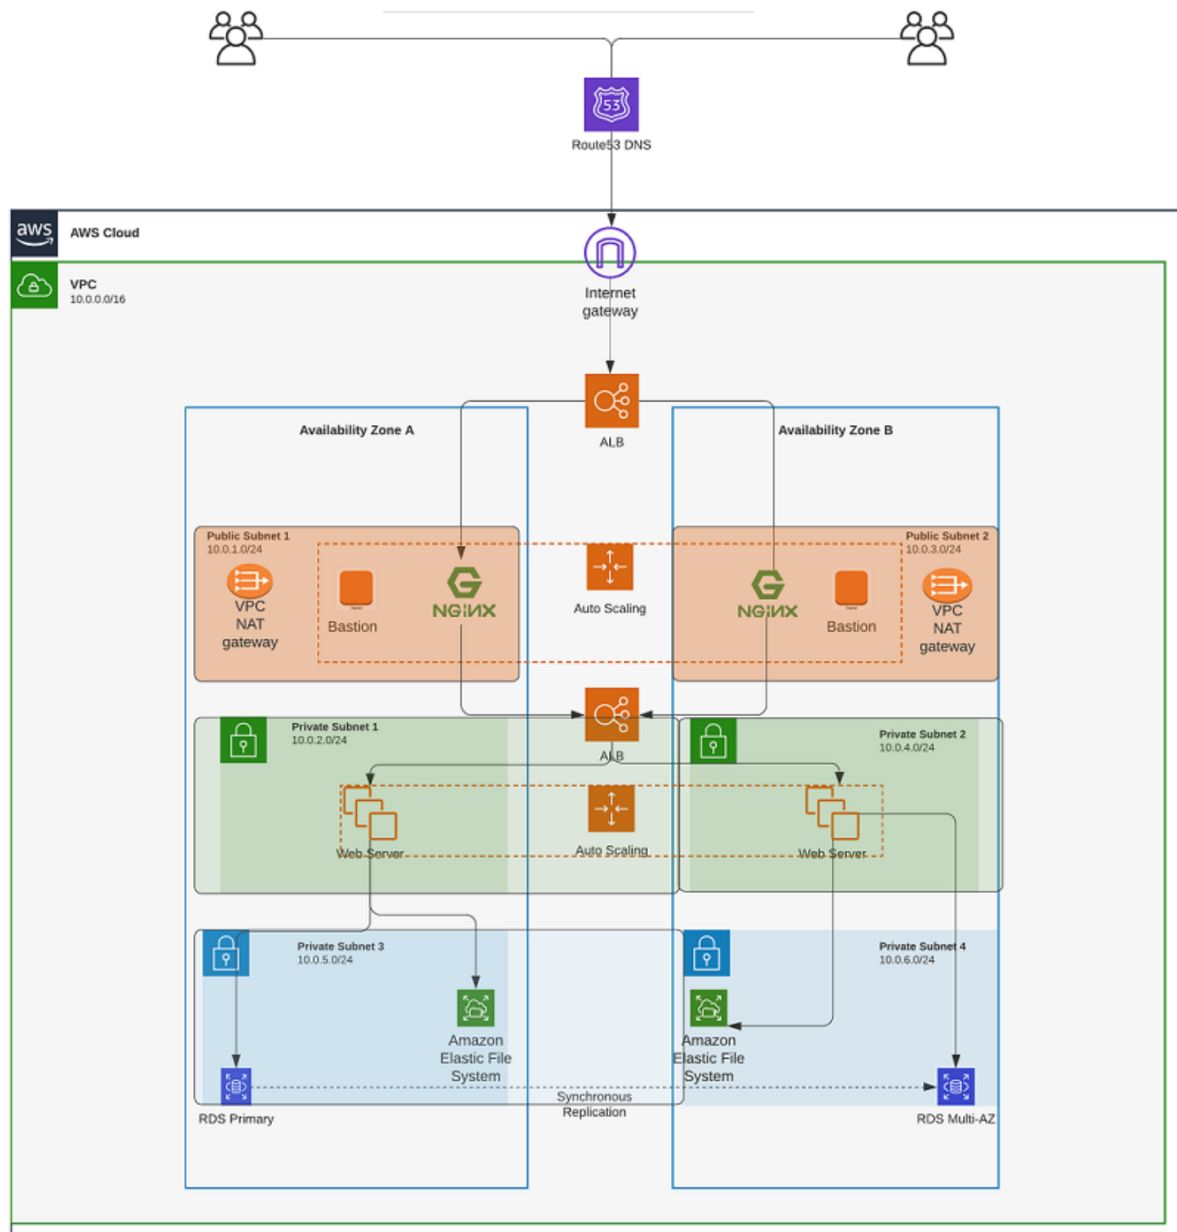 53
Route53 DNS
aws
AWS Cloud
VPC
10.0.0.0/16
Internet
gateway
ALB
Availability Zone A
Availability Zone B
Public Subnet 1
10.0.1.0/24
VPC
NAT
gateway
Bastion
NGINX
Auto Scaling
NGINX
Bastion
Public Subnet 2
10.0.3.0/24
VPC
NAT
gateway
ALB
Private Subnet 1
10.0.2.0/24
Private Subnet 2
10.0.4.0/24
Web Server
Auto Scaling
Web Server
Private Subnet 3
10.0.5.0/24
Private Subnet 4
10.0.6.0/24
Amazon
Elastic File
System
Amazon
Elastic File
System
Synchronous
Replication
RDS Primary
RDS Multi-AZ